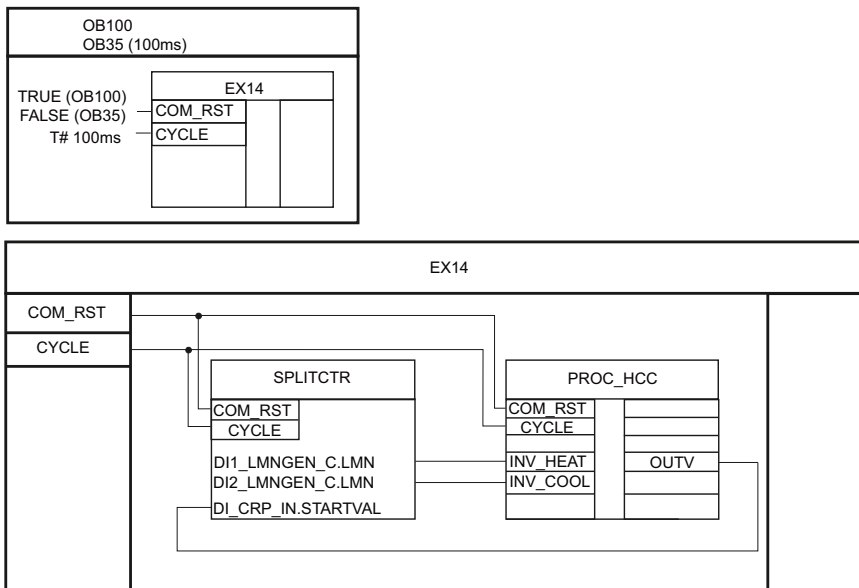 OB100
OB35 (100ms)
TRUE (OB100)
FALSE (OB35)
T# 100ms
EX14
COM_RST
CYCLE
EX14
COM_RST
CYCLE
SPLITCTR
COM_RST
CYCLE
DI1_LMNGEN_C.LMN
DI2_LMNGEN_C.LMN
DI_CRP_IN.STARTVAL
PROC_HCC
COM_RST
CYCLE
INV_HEAT
INV_COOL
OUTV